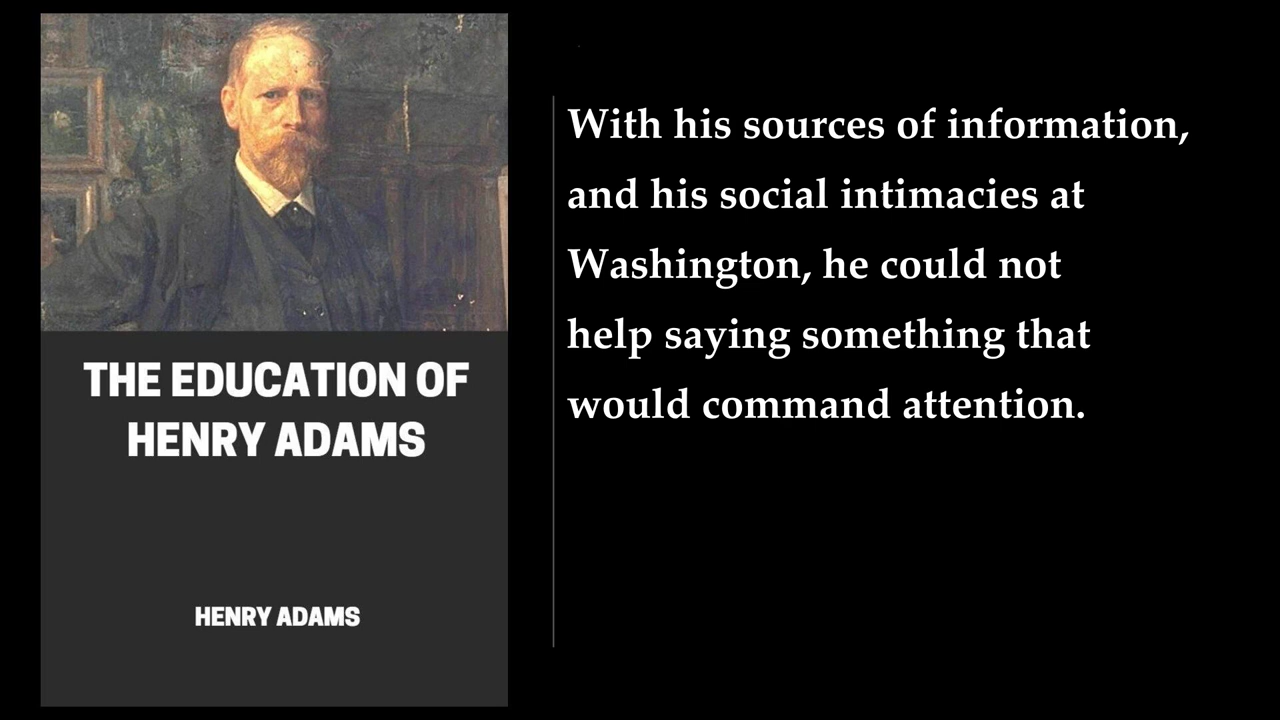 THE EDUCATION OF
HENRY ADAMS
HENRY ADAMS
With his sources of information,
and his social intimacies at
Washington, he could not
help saying something that
would command attention.